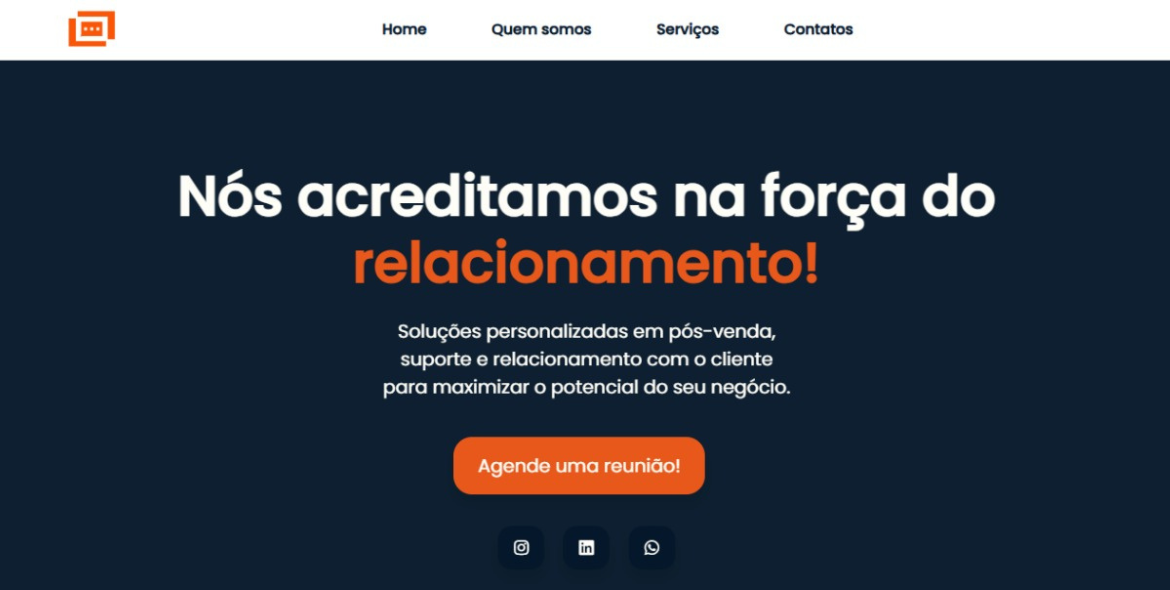 Home Quem somos Serviços Contatos
Nós acreditamos na força do
relacionamento!
Soluções personalizadas em pós-venda,
suporte e relacionamento com o cliente
para maximizar o potencial do seu negócio.
Agende uma reunião!